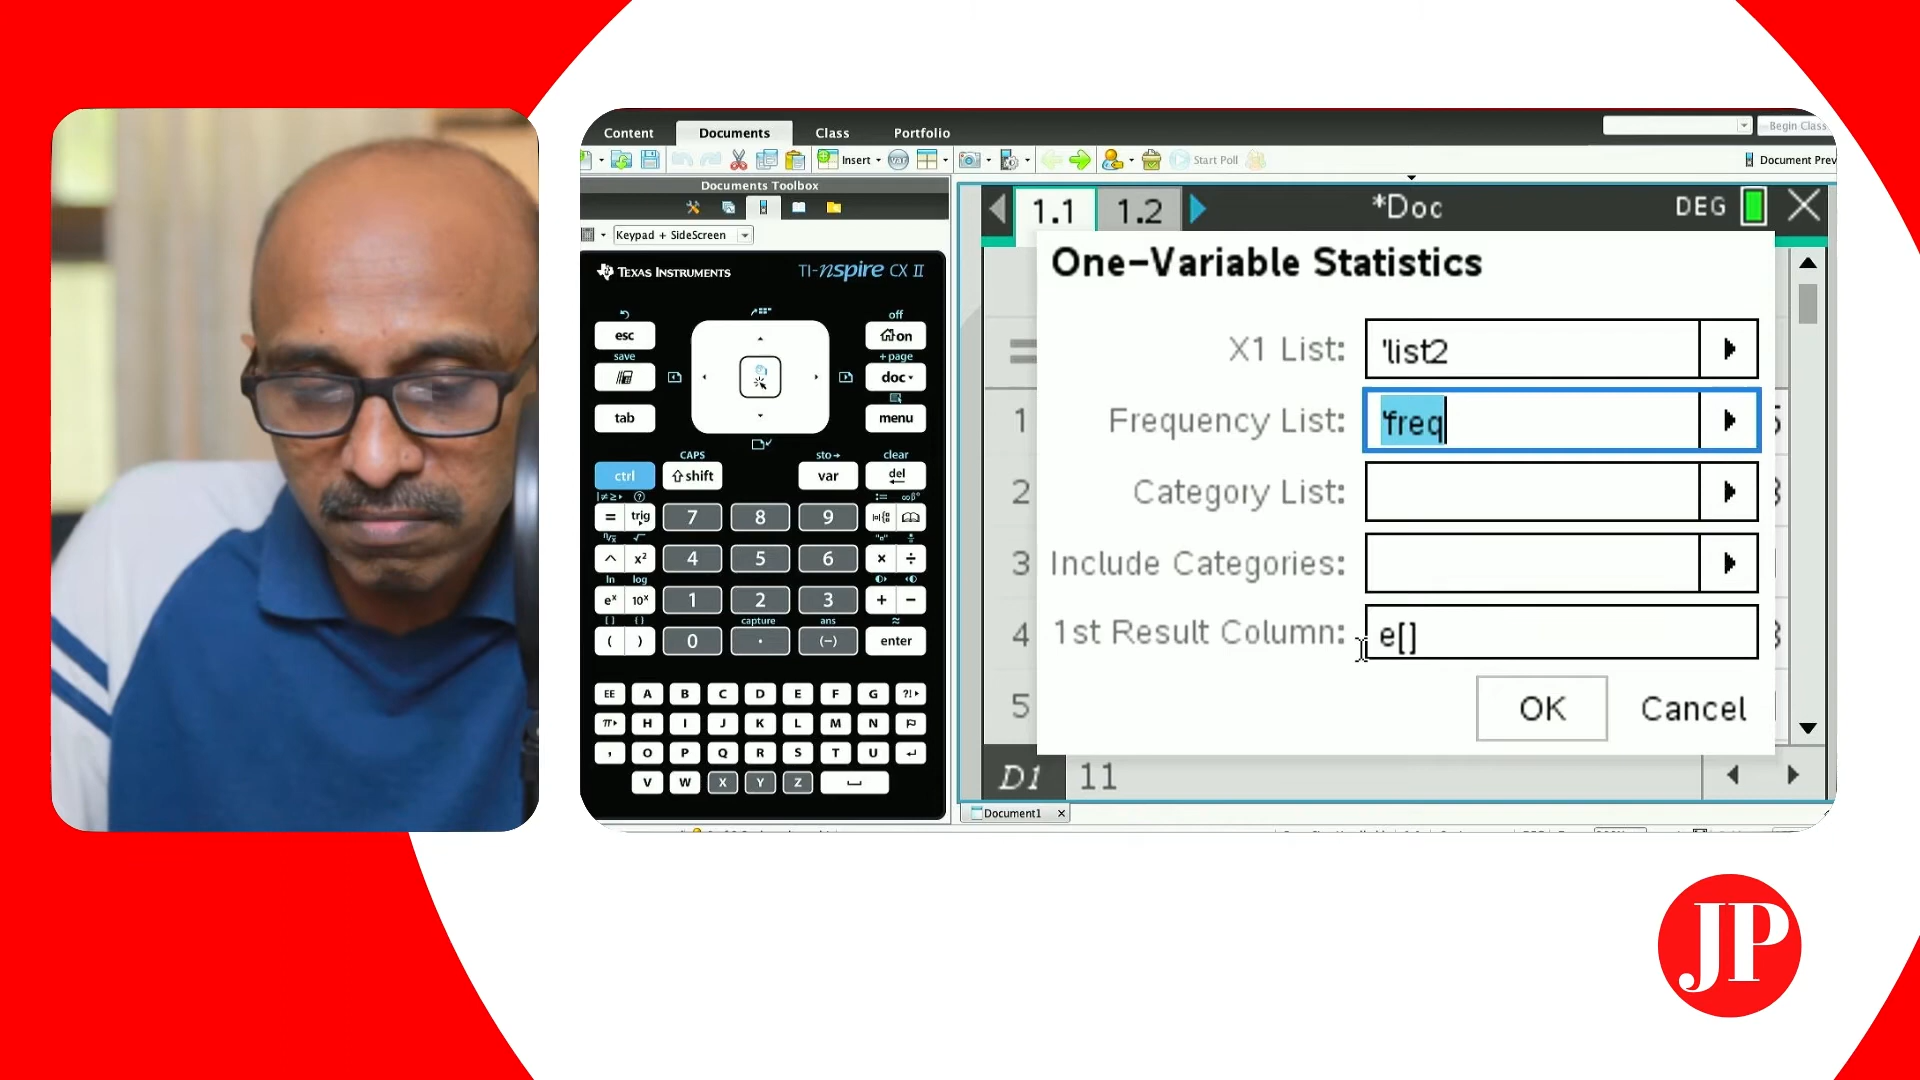 Content Documents Class Portfolio
Begin Class
Insert
Start Poll
Document Prev
Documents Toolbox
Keypad + SideScreen
TEXAS INSTRUMENTS
TI-nspire CX II
off
esc
on
save
+ page
doc
tab
menu
CAPS
sto→
clear
ctrl
shift
var
del
= trig 7 8 9
^ x² 4 5 6 × ÷
ln log
eˣ 10ˣ 1 2 3 + −
[ ] { } capture ans ≈
( ) 0 . (−) enter
EE A B C D E F G ?!▸
π▸ H I J K L M N
, O P Q R S T U
V W X Y Z
1.1 1.2 *Doc DEG
One-Variable Statistics
X1 List: 'list2
1 Frequency List: 'freq
2 Category List:
3 Include Categories:
4 1st Result Column: e[]
5 OK Cancel
D1 11
Document1
JP